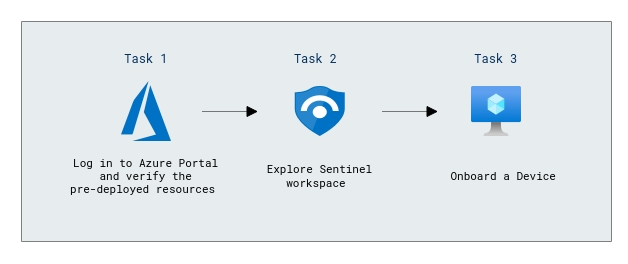 Task 1
Task 2
Task 3
Log in to Azure Portal
and verify the
pre-deployed resources
Explore Sentinel
workspace
Onboard a Device